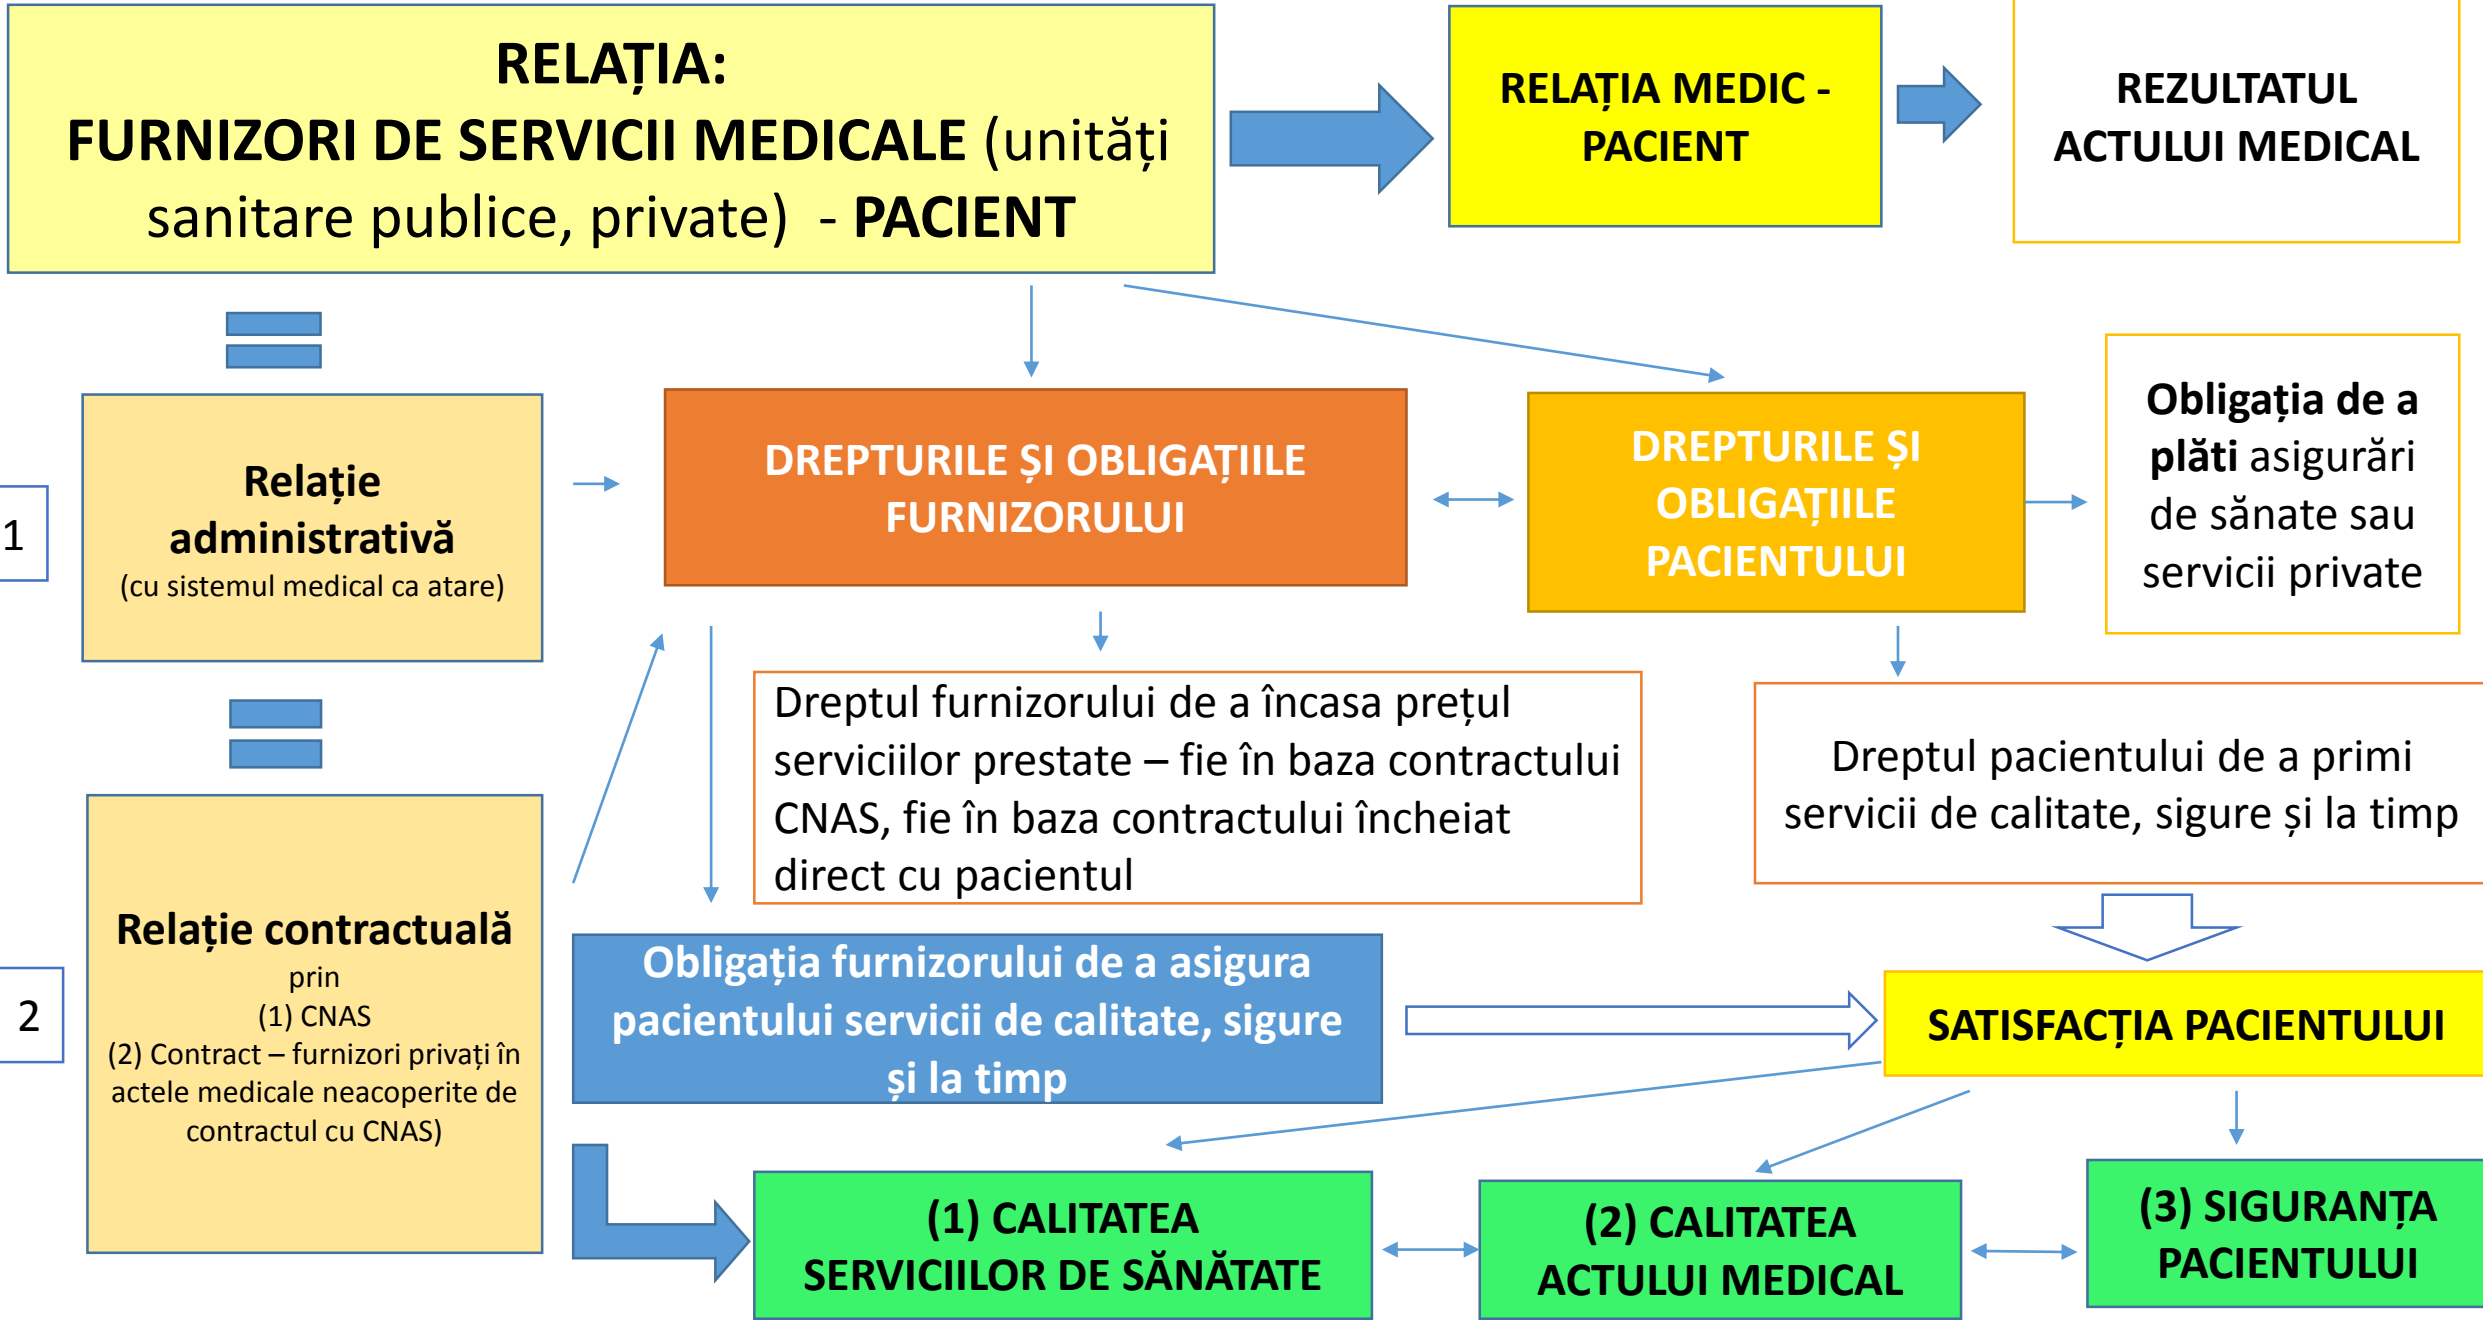 RELAȚIA:
FURNIZORI DE SERVICII MEDICALE (unități
sanitare publice, private) - PACIENT
RELAȚIA MEDIC -
PACIENT
REZULTATUL
ACTULUI MEDICAL
1
Relație
administrativă
(cu sistemul medical ca atare)
DREPTURILE ȘI OBLIGAȚIILE
FURNIZORULUI
DREPTURILE ȘI
OBLIGAȚIILE
PACIENTULUI
Obligația de a
plăti asigurări
de sănate sau
servicii private
Dreptul furnizorului de a încasa prețul
serviciilor prestate – fie în baza contractului
CNAS, fie în baza contractului încheiat
direct cu pacientul
Dreptul pacientului de a primi
servicii de calitate, sigure și la timp
2
Relație contractuală
prin
(1) CNAS
(2) Contract – furnizori privați în
actele medicale neacoperite de
contractul cu CNAS)
Obligația furnizorului de a asigura
pacientului servicii de calitate, sigure
și la timp
SATISFACȚIA PACIENTULUI
(1) CALITATEA
SERVICIILOR DE SĂNĂTATE
(2) CALITATEA
ACTULUI MEDICAL
(3) SIGURANȚA
PACIENTULUI